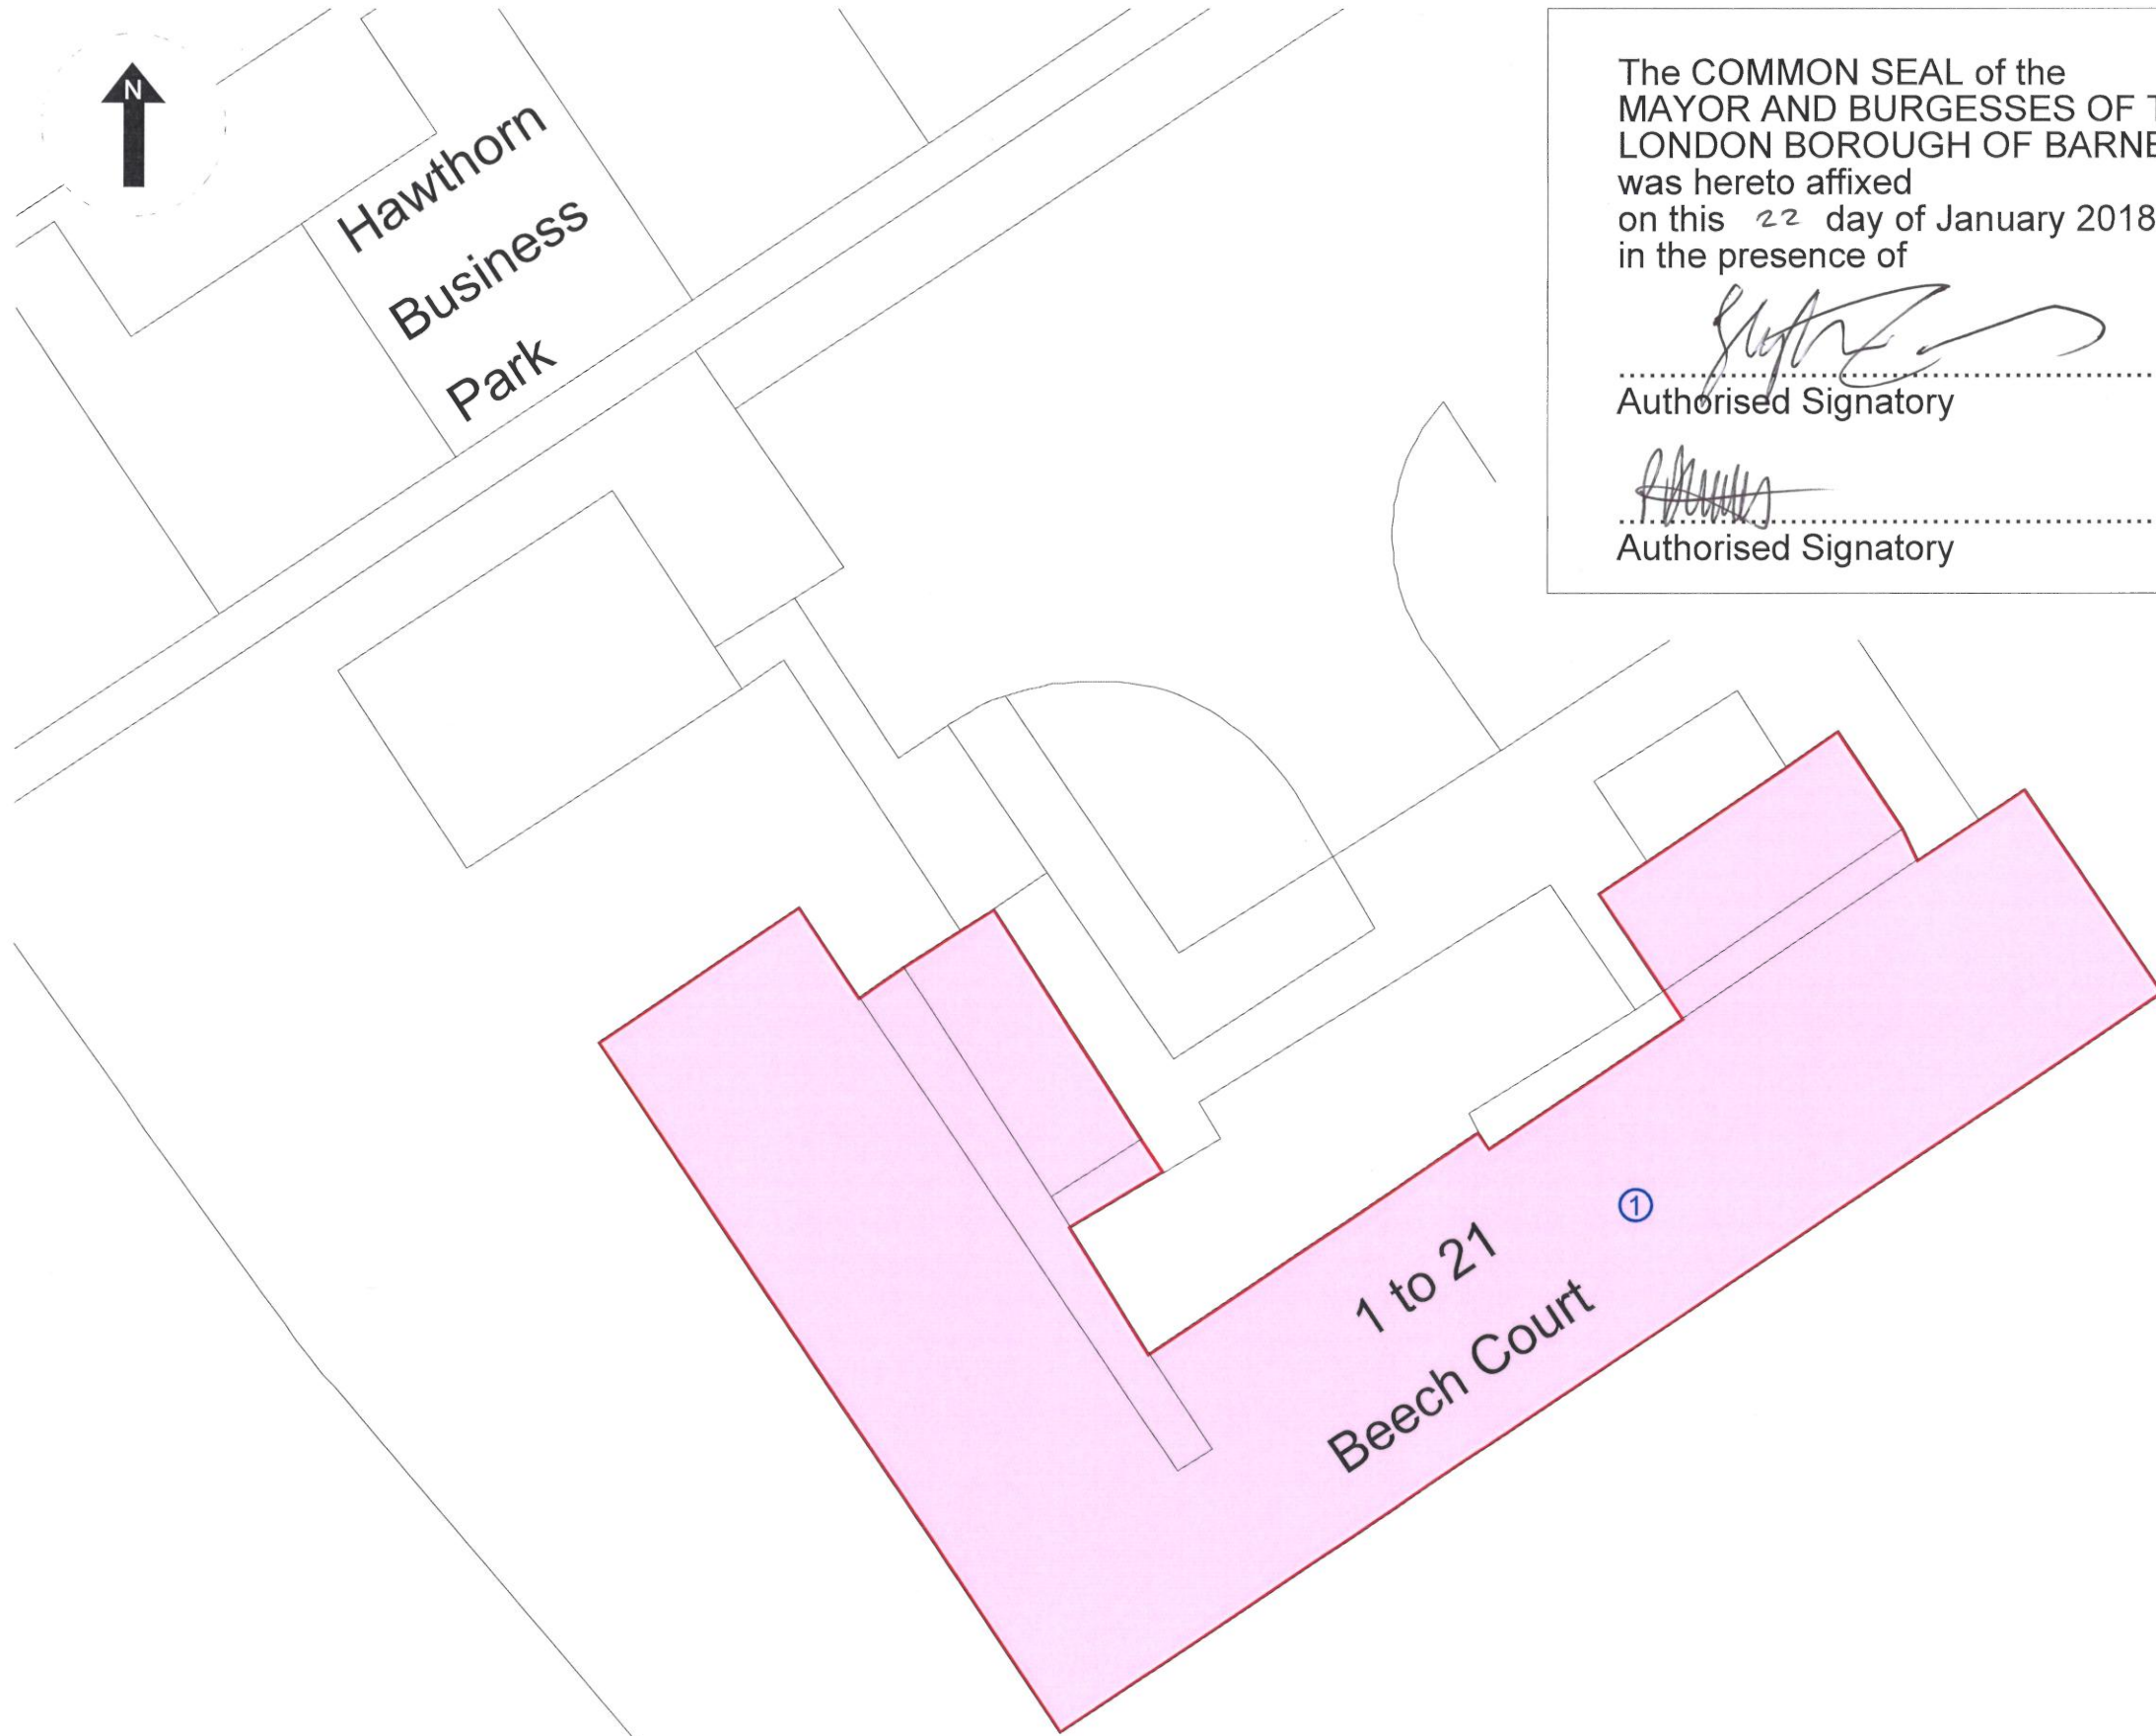 N
Hawthorn
Business
Park
The COMMON SEAL of the
MAYOR AND BURGESSES OF
LONDON BOROUGH OF BARNE
was hereto affixed
on this 22 day of January 2018
in the presence of
Authorised Signatory
Authorised Signatory
1
1 to 21
Beech Court